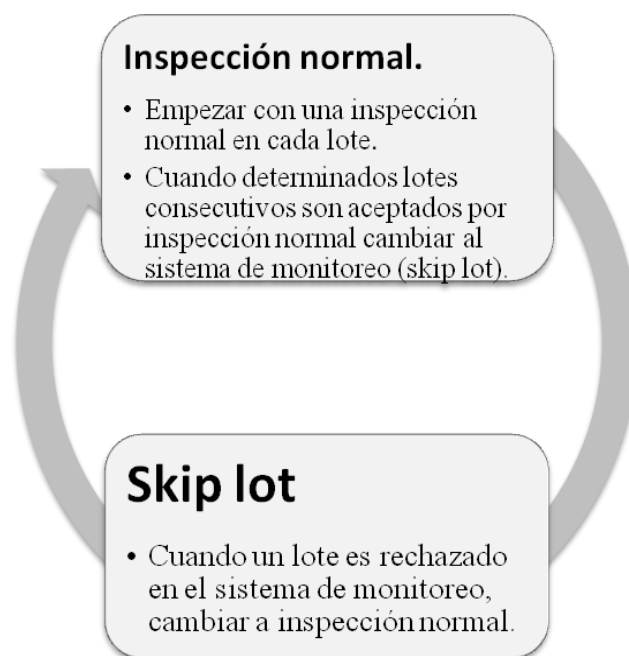 Inspección normal.
• Empezar con una inspección
normal en cada lote.
• Cuando determinados lotes
consecutivos son aceptados por
inspección normal cambiar al
sistema de monitoreo (skip lot).
Skip lot
• Cuando un lote es rechazado
en el sistema de monitoreo,
cambiar a inspección normal.